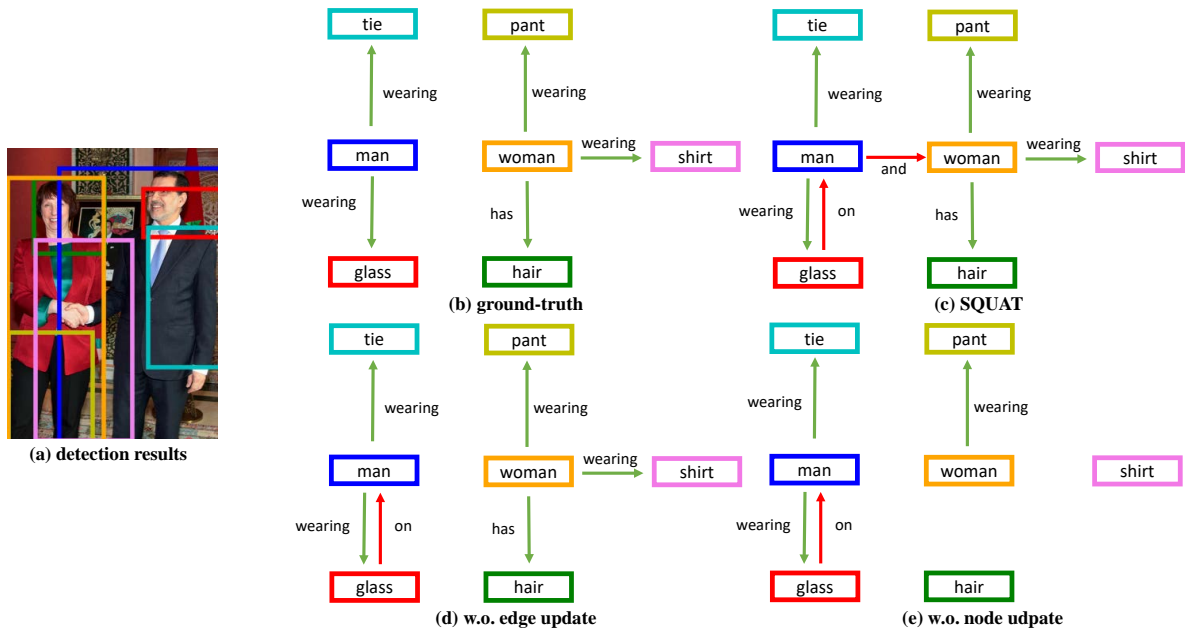 tie
pant
wearing
wearing
man
woman
wearing
shirt
wearing
has
glass
hair
(b) ground-truth
tie
pant
wearing
wearing
man
and
woman
wearing
shirt
wearing
on
has
glass
hair
(c) SQUAT
(a) detection results
tie
pant
wearing
wearing
man
woman
wearing
shirt
wearing
on
has
glass
hair
(d) w.o. edge update
tie
pant
wearing
wearing
man
woman
shirt
wearing
on
glass
hair
(e) w.o. node udpate